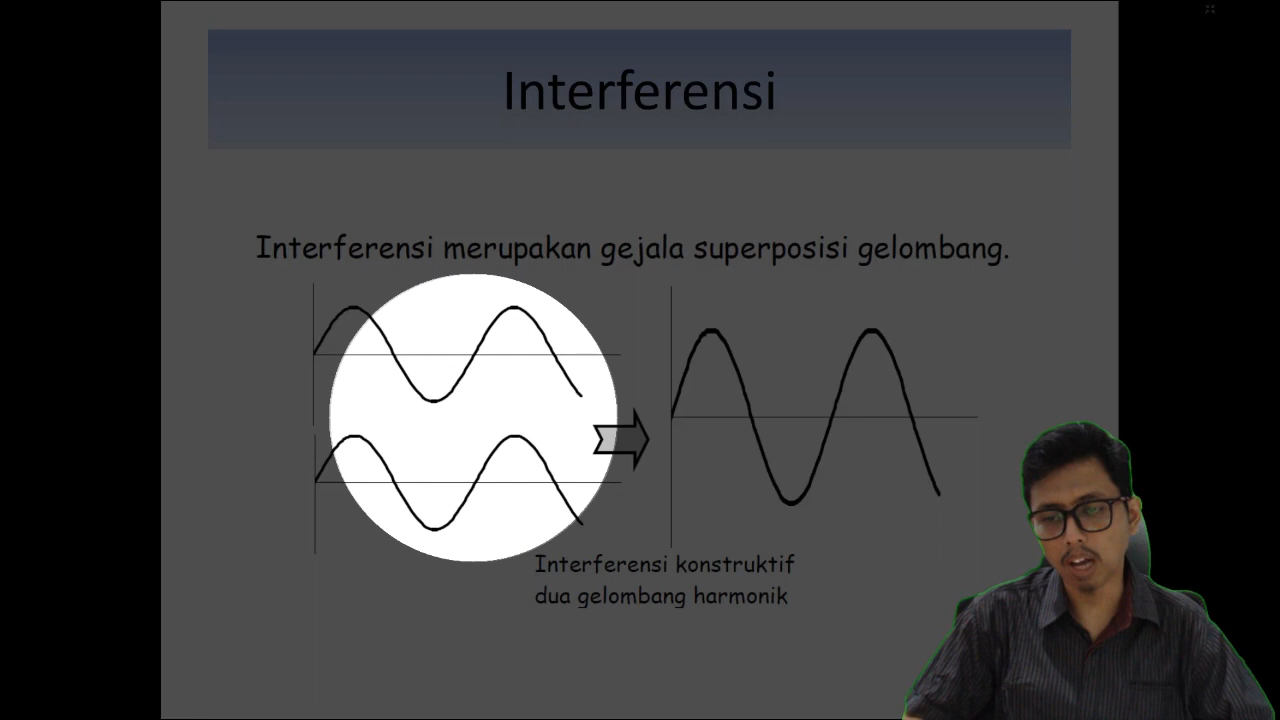 Interferensi
Interferensi merupakan gejala superposisi gelombang.
Interferensi konstruktif
dua gelombang harmonik